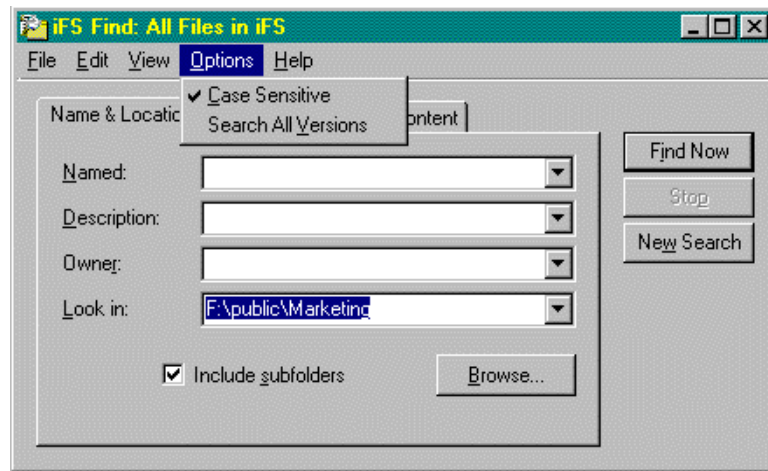 iFS Find: All Files in iFS
File Edit View Options Help
Case Sensitive
Search All Versions
Name & Locatio
ontent
Named:
Description:
Owner:
Look in: F:\public\Marketing
Include subfolders
Browse...
Find Now
Stop
New Search